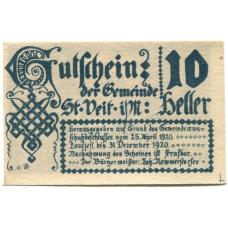 Gutschein
der Gemeinde
St. Veit i/M:
10
Heller
Herausgegeben auf Grund des Gemeindeaus-
schußbeschlusses vom 25. April 1920.
Laufzeit bis 31. Dezember 1920.
Nachahmung des Scheines ist strafbar.
Der Bürgermeister: